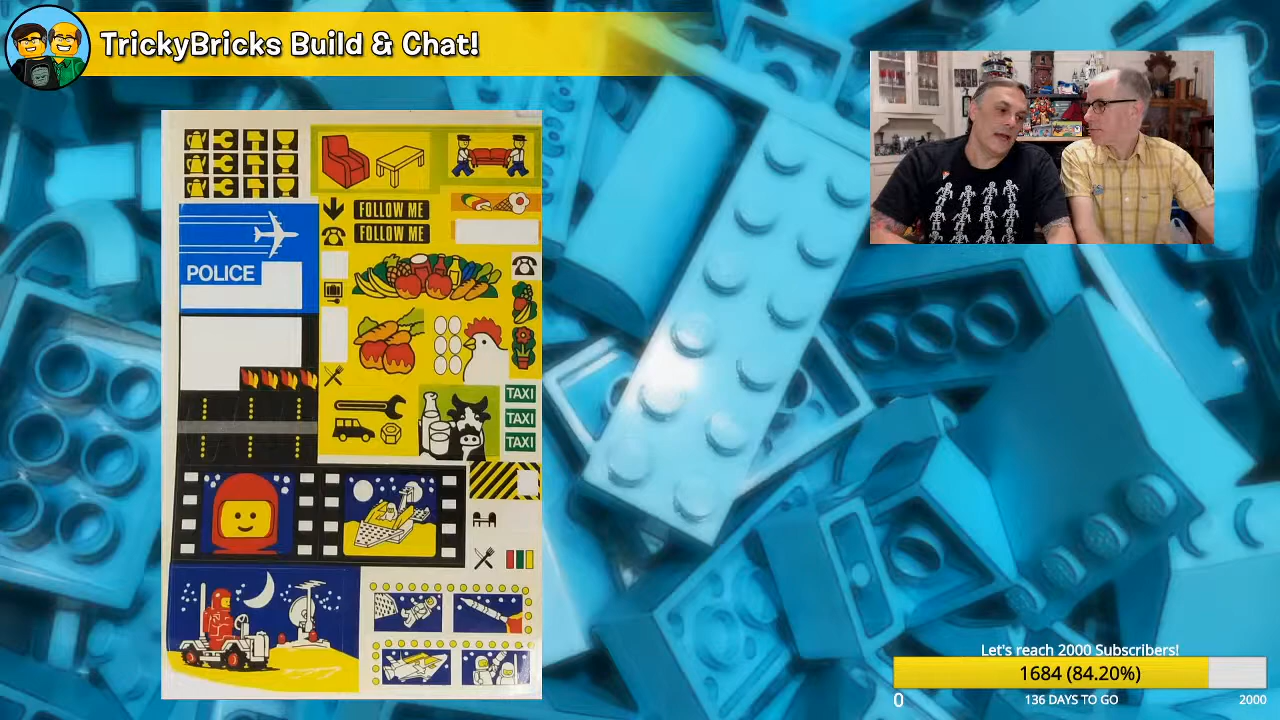 TrickyBricks Build & Chat!
FOLLOW ME
FOLLOW ME
POLICE
TAXI
TAXI
TAXI
Let's reach 2000 Subscribers!
1684 (84.20%)
0
136 DAYS TO GO
2000